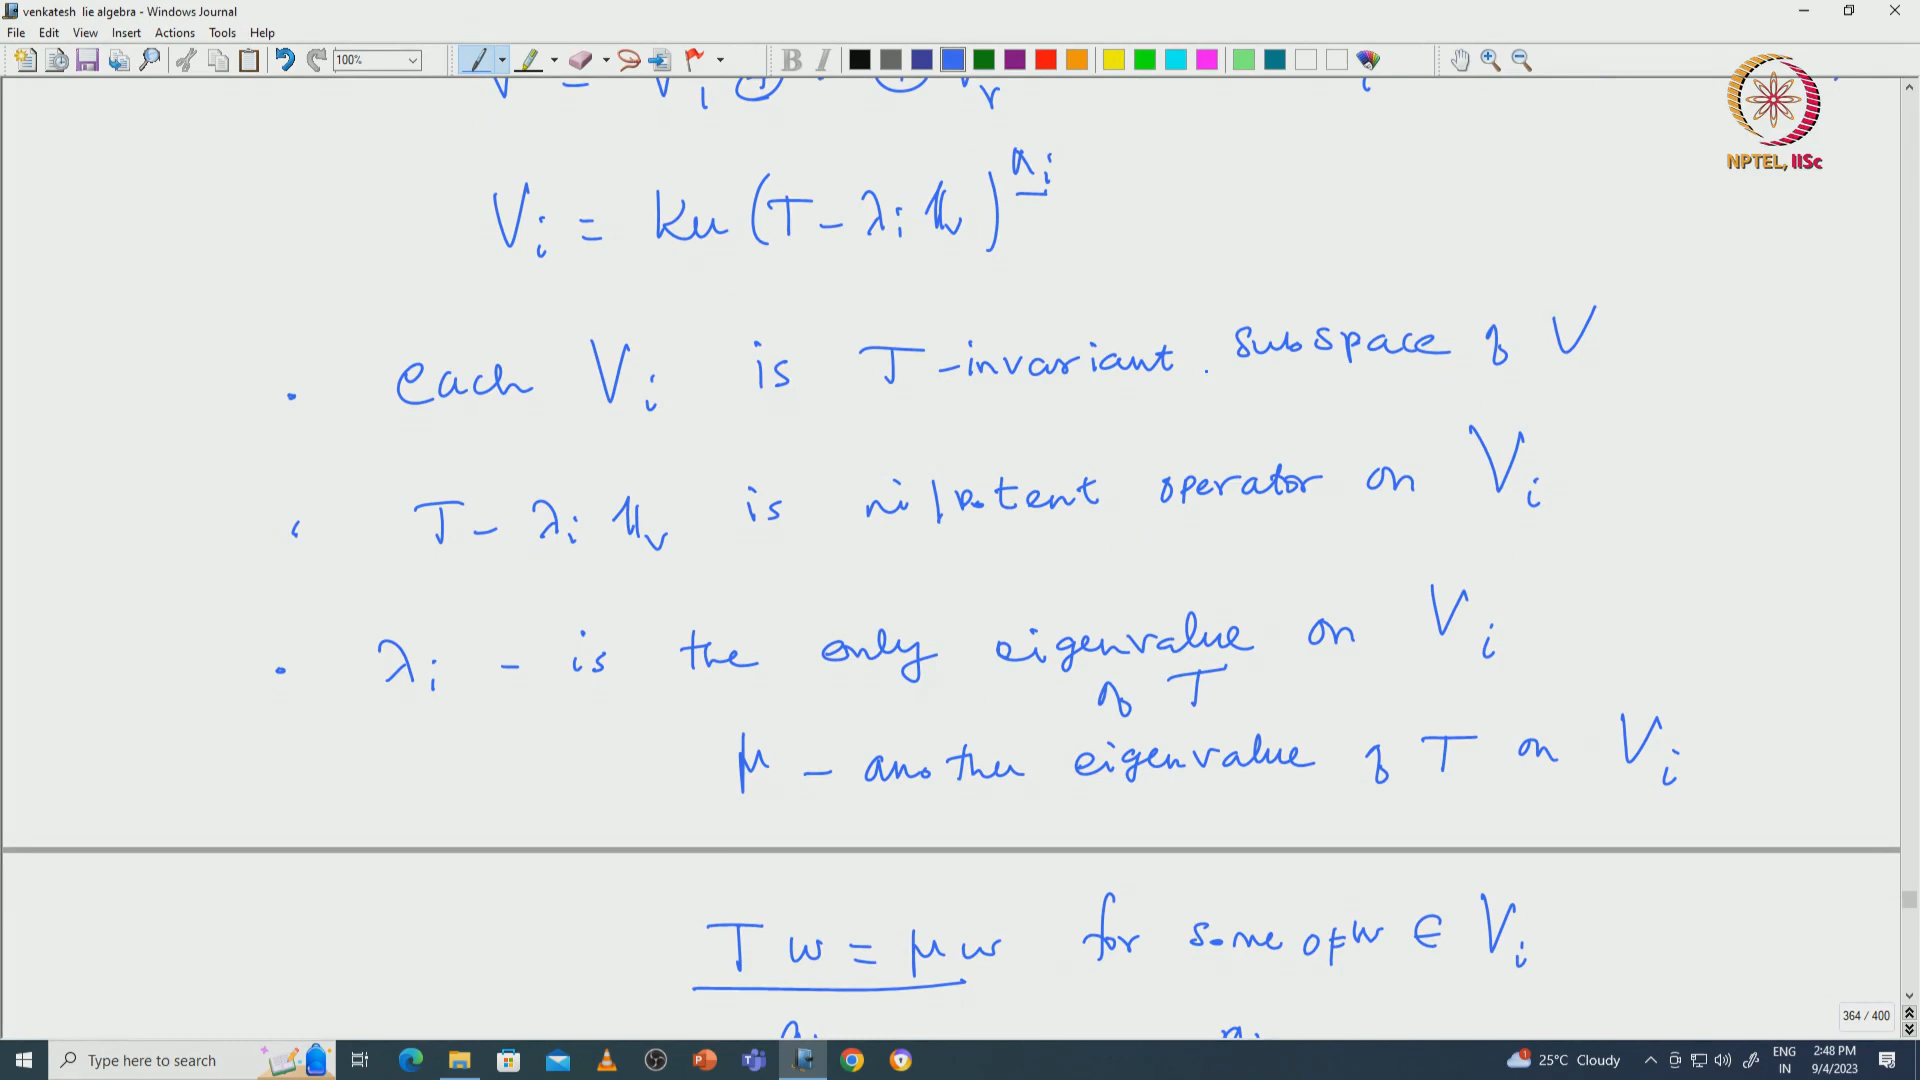 venkatesh lie algebra - Windows Journal
File Edit View Insert Actions Tools Help
100%
B I
NPTEL, IISc
V = V₁ ⊕ · ⊕ Vᵣ
Vᵢ = Ker (T - λᵢ 𝟙ᵥ)^nᵢ
. each Vᵢ is T-invariant. subspace of V
. T - λᵢ 𝟙ᵥ is nilpotent operator on Vᵢ
. λᵢ - is the only eigenvalue on Vᵢ
of T
μ - another eigenvalue of T on Vᵢ
T w = μ w for some 0≠w ∈ Vᵢ
364 / 400
Type here to search
25°C Cloudy
ENG
IN
2:48 PM
9/4/2023